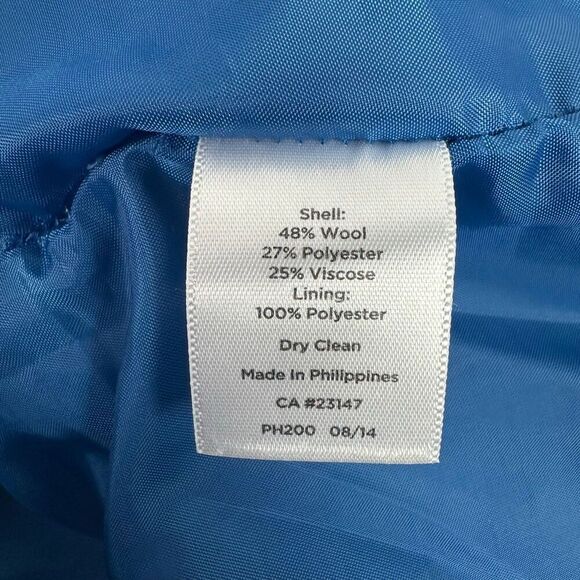 Shell:
48% Wool
27% Polyester
25% Viscose
Lining:
100% Polyester
Dry Clean
Made In Philippines
CA #23147
PH200 08/14